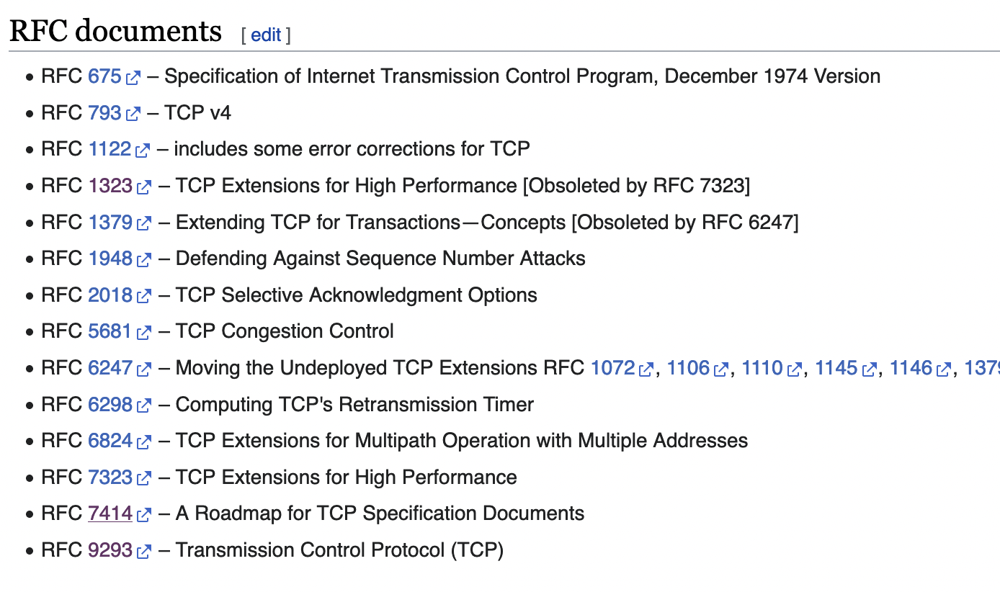 RFC documents [ edit ]
• RFC 675 – Specification of Internet Transmission Control Program, December 1974 Version
• RFC 793 – TCP v4
• RFC 1122 – includes some error corrections for TCP
• RFC 1323 – TCP Extensions for High Performance [Obsoleted by RFC 7323]
• RFC 1379 – Extending TCP for Transactions—Concepts [Obsoleted by RFC 6247]
• RFC 1948 – Defending Against Sequence Number Attacks
• RFC 2018 – TCP Selective Acknowledgment Options
• RFC 5681 – TCP Congestion Control
• RFC 6247 – Moving the Undeployed TCP Extensions RFC 1072, 1106, 1110, 1145, 1146, 1379
• RFC 6298 – Computing TCP's Retransmission Timer
• RFC 6824 – TCP Extensions for Multipath Operation with Multiple Addresses
• RFC 7323 – TCP Extensions for High Performance
• RFC 7414 – A Roadmap for TCP Specification Documents
• RFC 9293 – Transmission Control Protocol (TCP)